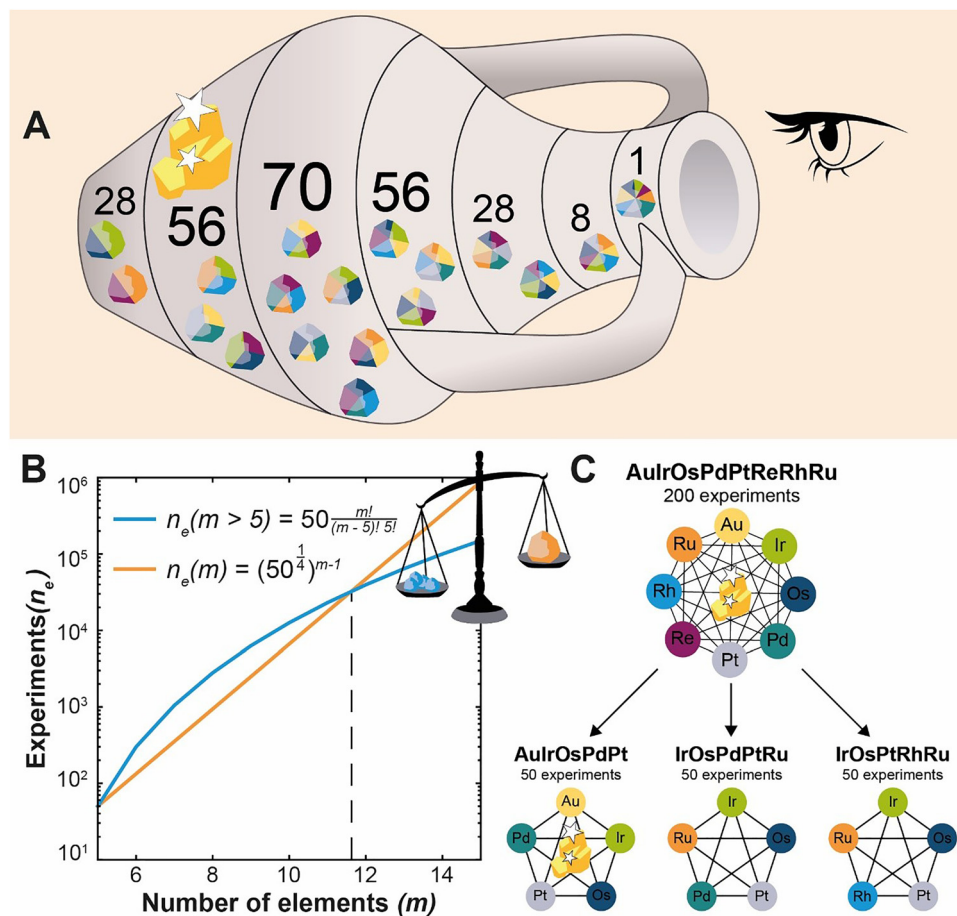 A
28
56
70
56
28
8
1
B
10^6
10^5
10^4
10^3
10^2
10^1
Experiments(n_e)
n_e(m > 5) = 50 m!/((m - 5)! 5!)
n_e(m) = (50^(1/4))^(m-1)
6 8 10 12 14
Number of elements (m)
C
AuIrOsPdPtReRhRu
200 experiments
Au
Ru Ir
Rh Os
Re Pd
Pt
AuIrOsPdPt
50 experiments
Au
Pd Ir
Pt Os
IrOsPdPtRu
50 experiments
Ir
Ru Os
Pd Pt
IrOsPtRhRu
50 experiments
Ir
Ru Os
Rh Pt